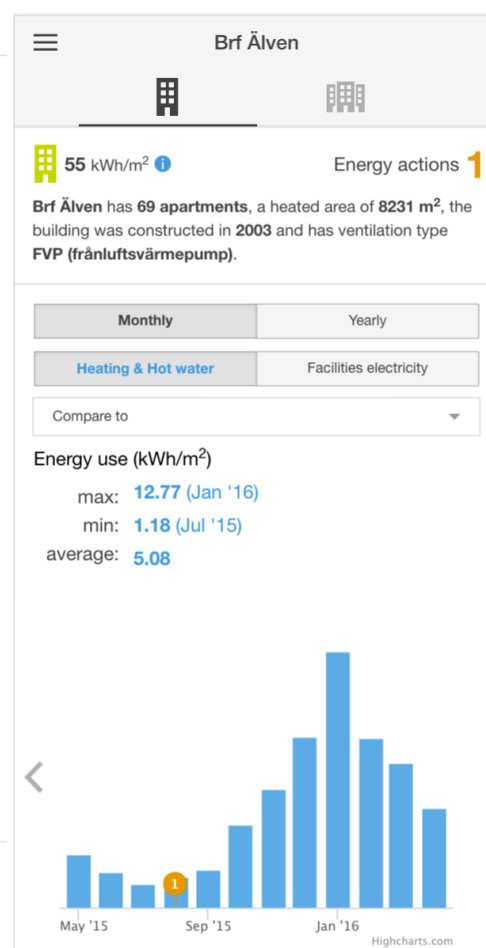 Brf Älven
55 kWh/m² i
Energy actions 1
Brf Älven has 69 apartments, a heated area of 8231 m², the
building was constructed in 2003 and has ventilation type
FVP (frånluftsvärmepump).
Monthly Yearly
Heating & Hot water Facilities electricity
Compare to
Energy use (kWh/m²)
max: 12.77 (Jan '16)
min: 1.18 (Jul '15)
average: 5.08
1
May '15 Sep '15 Jan '16
Highcharts.com